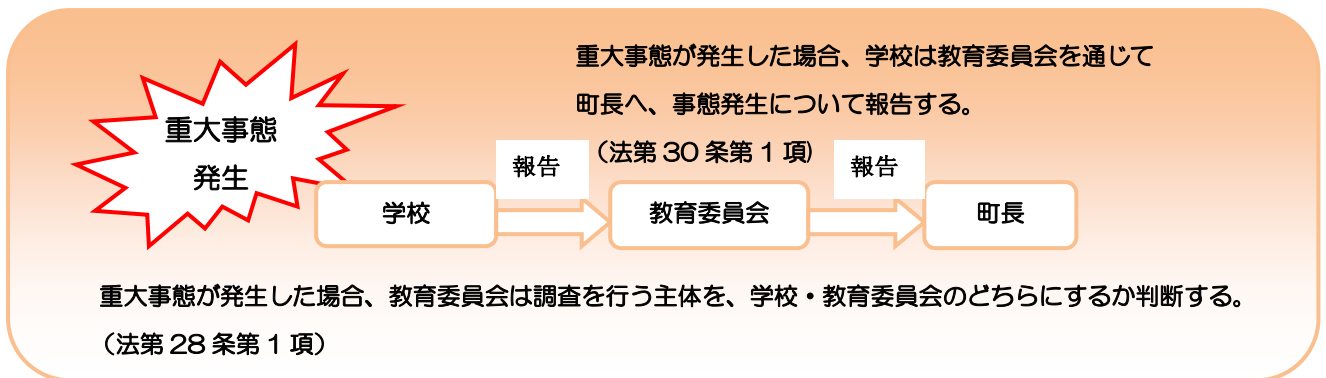 重大事態が発生した場合、学校は教育委員会を通じて
町長へ、事態発生について報告する。
（法第30条第1項)
重大事態
発生
報告
報告
学校
教育委員会
町長
重大事態が発生した場合、教育委員会は調査を行う主体を、学校・教育委員会のどちらにするか判断する。
（法第28条第1項）